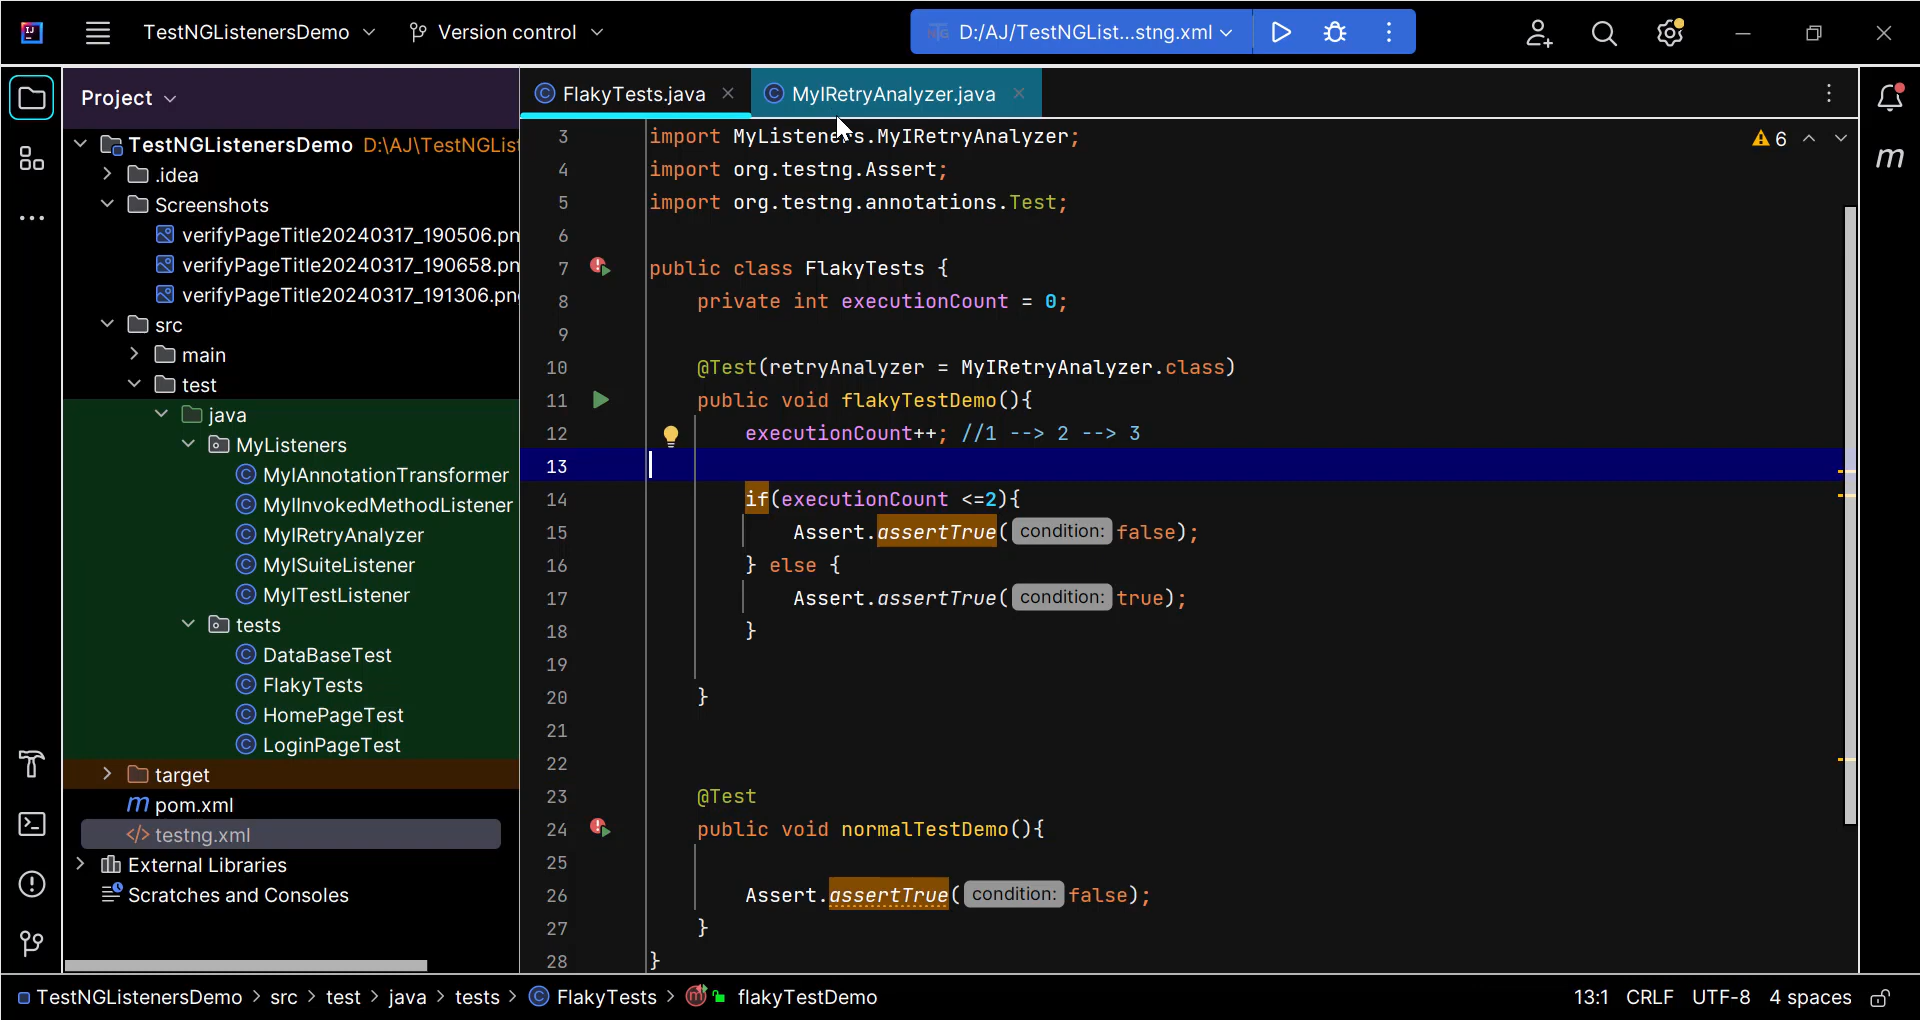 TestNGListenersDemo
Version control
D:/AJ/TestNGList...stng.xml
Project
FlakyTests.java
MyIRetryAnalyzer.java
TestNGListenersDemo D:\AJ\TestNGLis
.idea
Screenshots
verifyPageTitle20240317_190506.pn
verifyPageTitle20240317_190658.pn
verifyPageTitle20240317_191306.pn
src
main
test
java
MyListeners
MyIAnnotationTransformer
MyIInvokedMethodListener
MyIRetryAnalyzer
MyISuiteListener
MyITestListener
tests
DataBaseTest
FlakyTests
HomePageTest
LoginPageTest
target
m pom.xml
</> testng.xml
External Libraries
Scratches and Consoles
6
3 import MyListeners.MyIRetryAnalyzer;
4 import org.testng.Assert;
5 import org.testng.annotations.Test;
6
7 public class FlakyTests {
8 private int executionCount = 0;
9
10 @Test(retryAnalyzer = MyIRetryAnalyzer.class)
11 public void flakyTestDemo(){
12 executionCount++; //1 --> 2 --> 3
13
14 if(executionCount <=2){
15 Assert.assertTrue( condition: false);
16 } else {
17 Assert.assertTrue( condition: true);
18 }
19
20 }
21
22
23 @Test
24 public void normalTestDemo(){
25
26 Assert.assertTrue( condition: false);
27 }
28 }
m
TestNGListenersDemo > src > test > java > tests > FlakyTests > flakyTestDemo
13:1 CRLF UTF-8 4 spaces